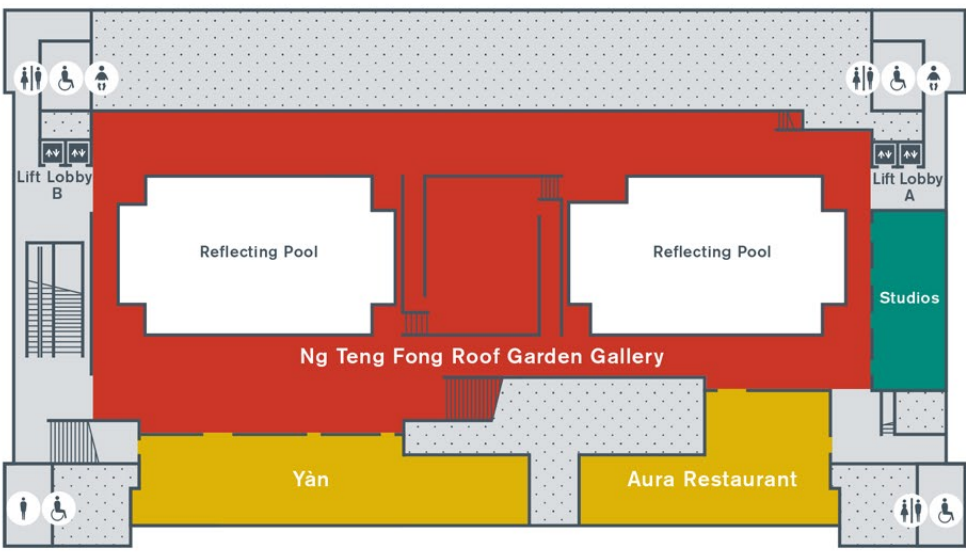 Lift Lobby
B
Lift Lobby
A
Reflecting Pool
Reflecting Pool
Studios
Ng Teng Fong Roof Garden Gallery
Yàn
Aura Restaurant